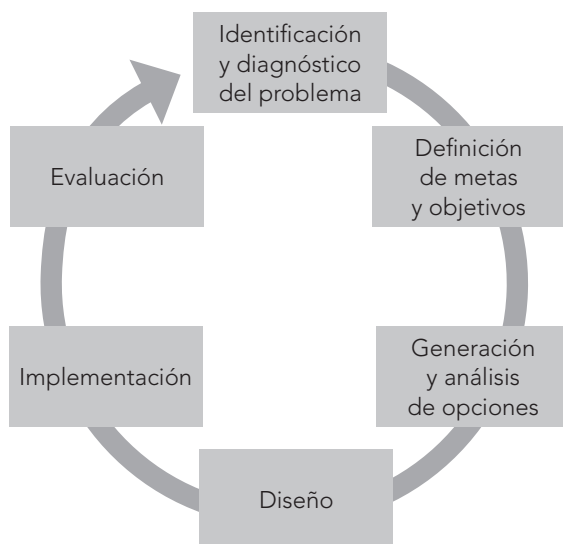 Identificación
y diagnóstico
del problema
Definición
de metas
y objetivos
Generación
y análisis
de opciones
Diseño
Implementación
Evaluación